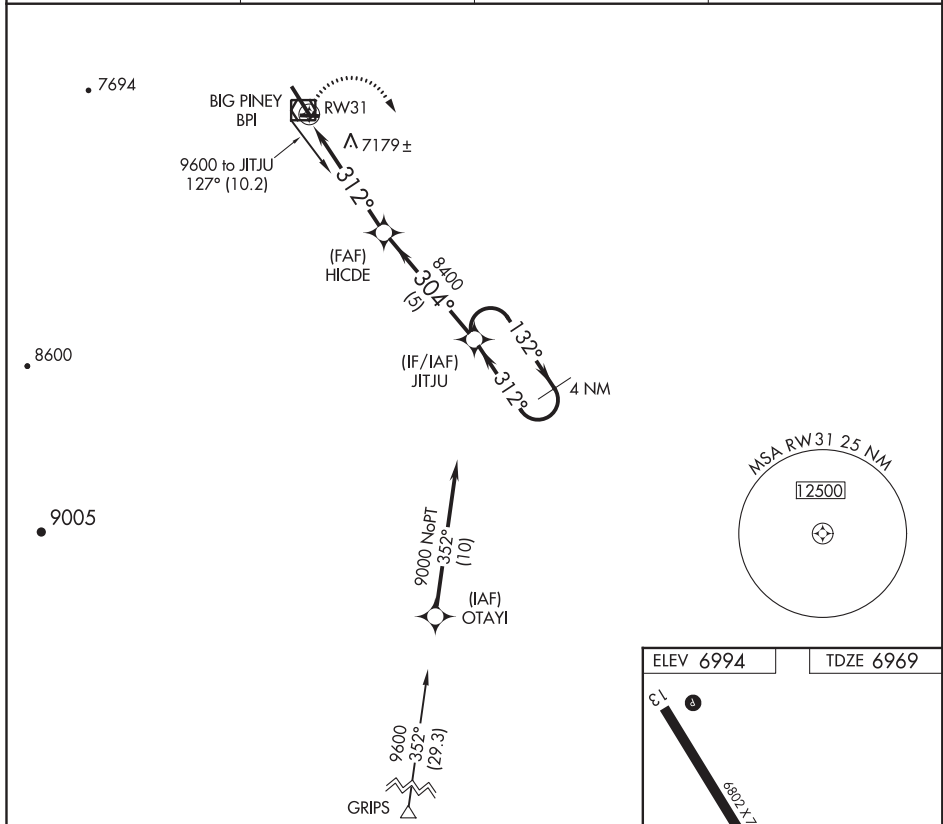 7694
BIG PINEY
BPI
RW31
7179±
9600 to JITJU
127° (10.2)
312°
(FAF)
HICDE
8400
304°
(5)
8600
(IF/IAF)
JITJU
132°
312°
4 NM
MSA RW31 25 NM
12500
9005
9000 NoPT
352°
(10)
(IAF)
OTAYI
ELEV 6994
TDZE 6969
13
9600
352°
(29.3)
GRIPS